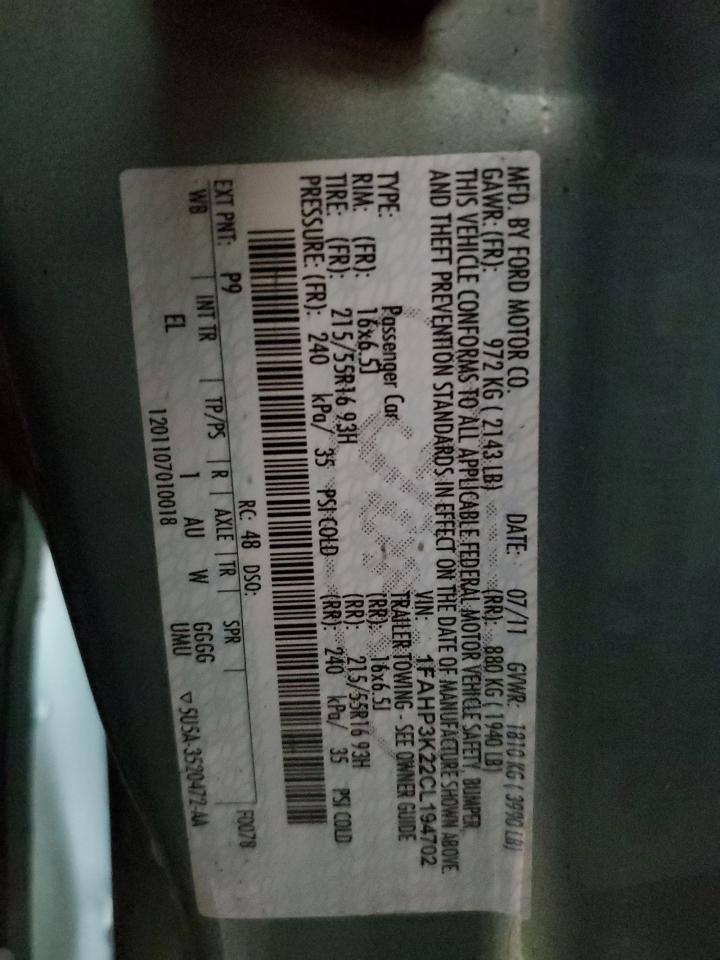 MFD. BY FORD MOTOR CO. DATE: 07/11 GVWR: 1810 KG ( 3990 LB)
GAWR: (FR): 972 KG ( 2143 LB) (RR): 880 KG ( 1940 LB)
THIS VEHICLE CONFORMS TO ALL APPLICABLE FEDERAL MOTOR VEHICLE SAFETY, BUMPER,
AND THEFT PREVENTION STANDARDS IN EFFECT ON THE DATE OF MANUFACTURE SHOWN ABOVE.
VIN: 1FAHP3K22CL194702
TYPE: Passenger Car TRAILER TOWING - SEE OWNER GUIDE
RIM: (FR): 16x6.5J (RR): 16x6.5J
TIRE: (FR): 215/55R16 93H (RR): 215/55R16 93H
PRESSURE: (FR): 240 kPa/ 35 PSI COLD (RR): 240 kPa/ 35 PSI COLD
RC: 48 DSO: F0078
EXT PNT: P9
WB | INT TR | TP/PS | R | AXLE | TR | SPR |
EL 1 AU W GGGG
UMU
1201107010018 ▽ 5U5A-3520472-AA